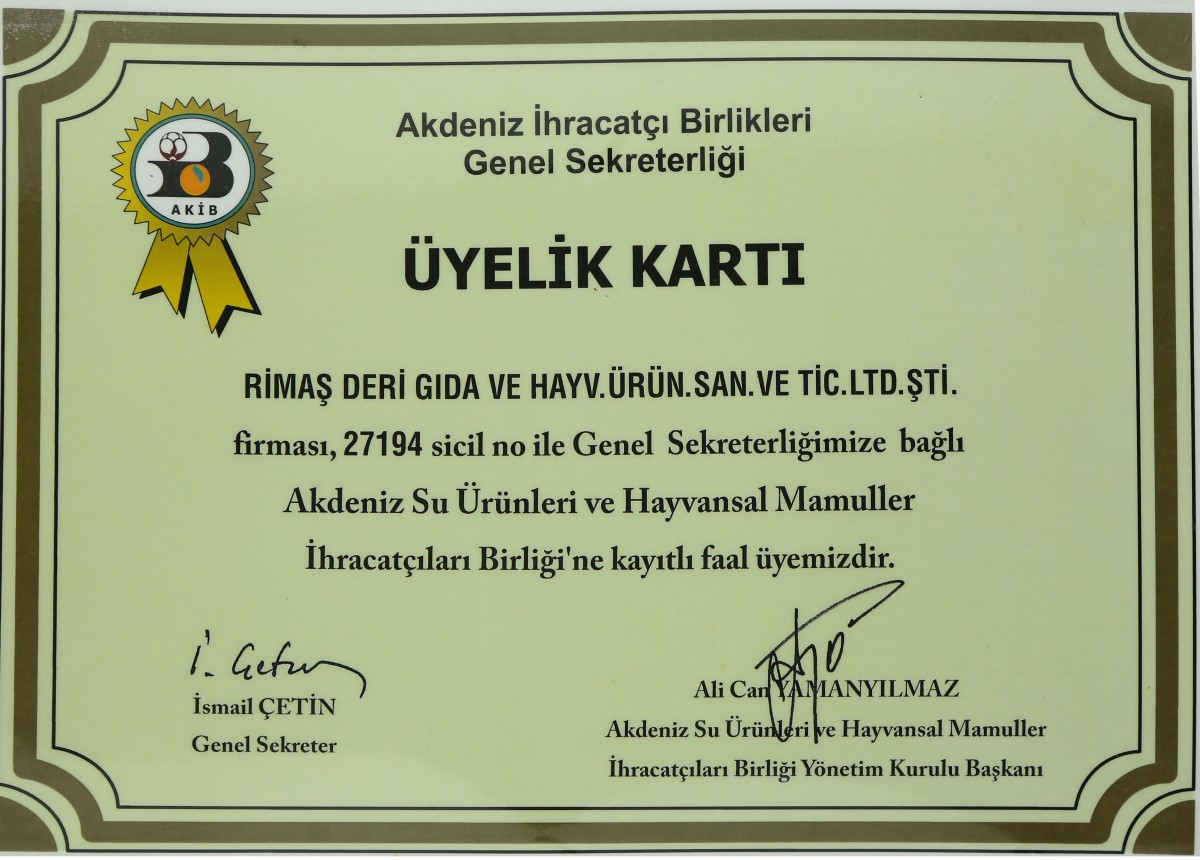 Akdeniz İhracatçı Birlikleri
Genel Sekreterliği
AKİB
ÜYELİK KARTI
RİMAŞ DERİ GIDA VE HAYV.ÜRÜN.SAN.VE TİC.LTD.ŞTİ.
firması, 27194 sicil no ile Genel Sekreterliğimize bağlı
Akdeniz Su Ürünleri ve Hayvansal Mamuller
İhracatçıları Birliği'ne kayıtlı faal üyemizdir.
İ. Çetin
İsmail ÇETİN
Genel Sekreter
Ali Can YAMANYILMAZ
Akdeniz Su Ürünleri ve Hayvansal Mamuller
İhracatçıları Birliği Yönetim Kurulu Başkanı